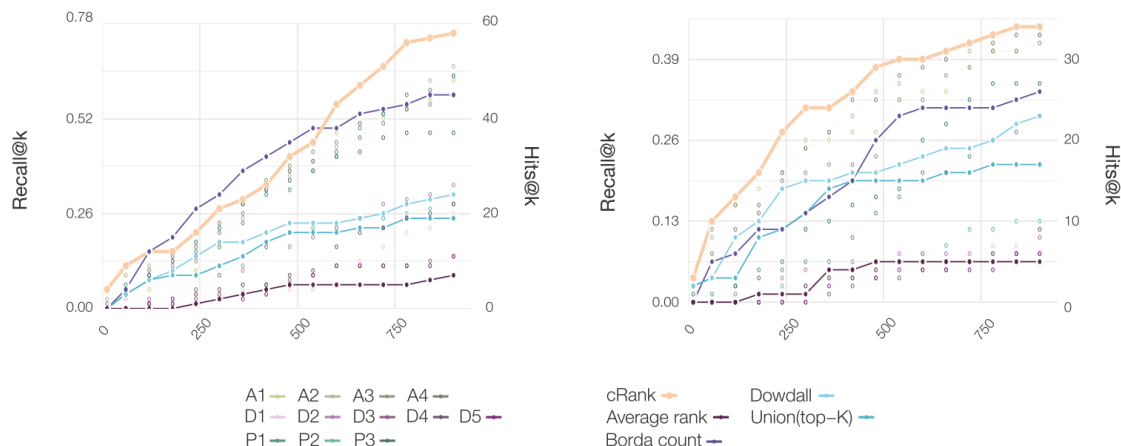 0.78
0.52
0.26
0.00
Recall@k
60
40
20
0
Hits@k
0
250
500
750
0.39
0.26
0.13
0.00
Recall@k
30
20
10
0
Hits@k
0
250
500
750
A1 A2 A3 A4
D1 D2 D3 D4 D5
P1 P2 P3
cRank Dowdall
Average rank Union(top-K)
Borda count